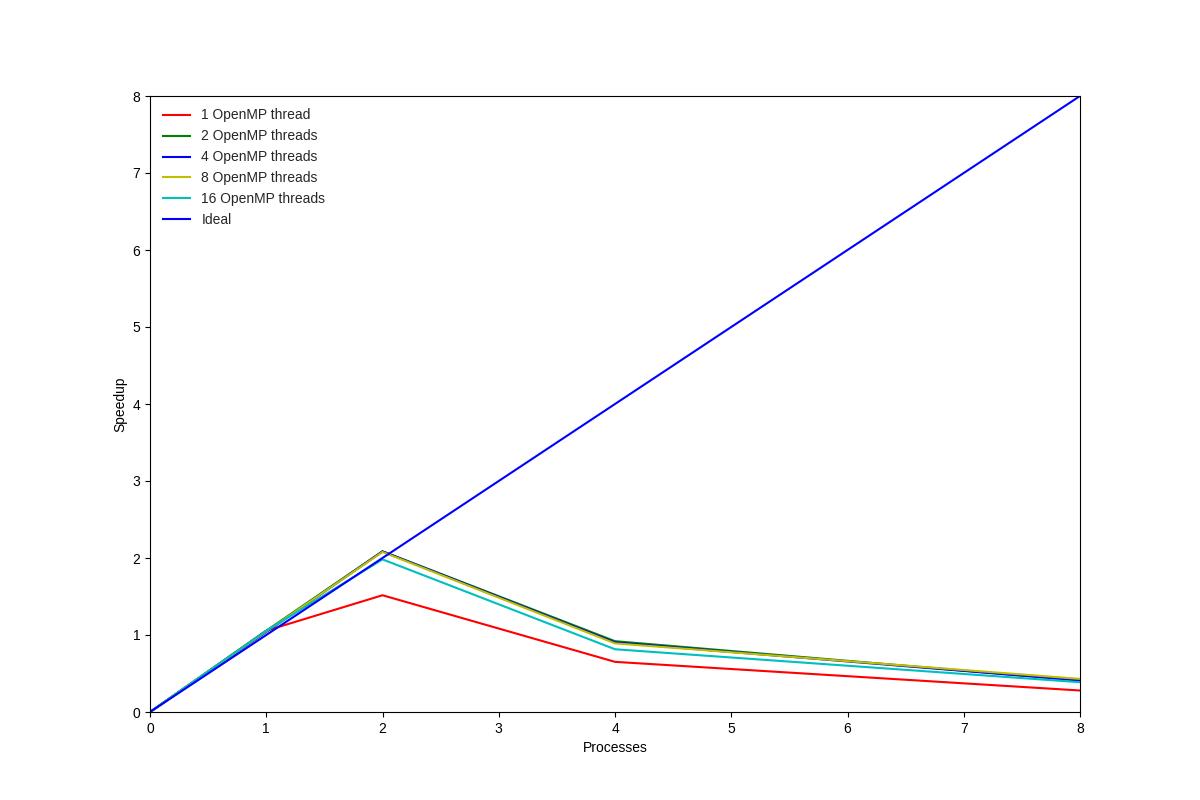 8
7
6
5
4
3
2
1
0
Speedup
1 OpenMP thread
2 OpenMP threads
4 OpenMP threads
8 OpenMP threads
16 OpenMP threads
Ideal
0 1 2 3 4 5 6 7 8
Processes